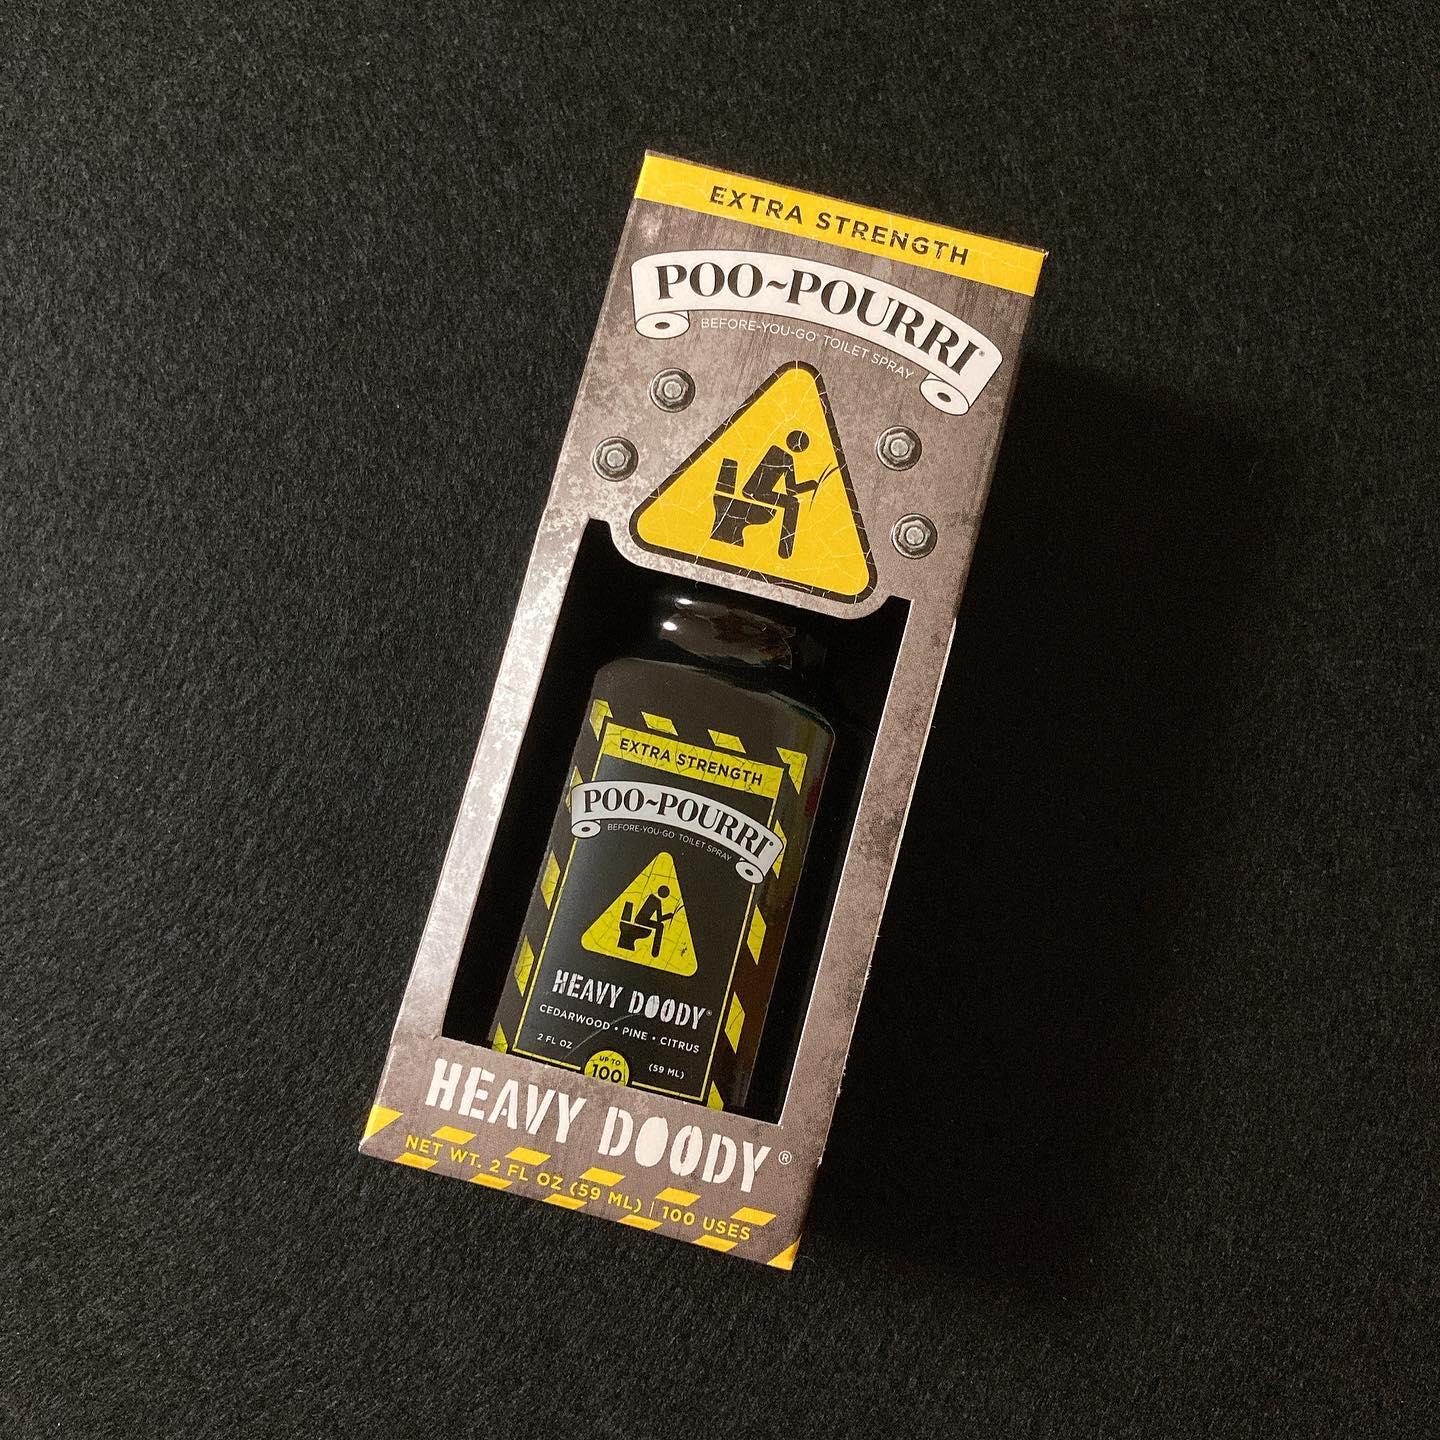 EXTRA STRENGTH
POO~POURRI®
BEFORE-YOU-GO® TOILET SPRAY
EXTRA STRENGTH
POO~POURRI®
BEFORE-YOU-GO® TOILET SPRAY
HEAVY DOODY®
CEDARWOOD • PINE • CITRUS
2 FL OZ
UP TO
100
(59 ML)
HEAVY DOODY®
NET WT. 2 FL OZ (59 ML) | 100 USES